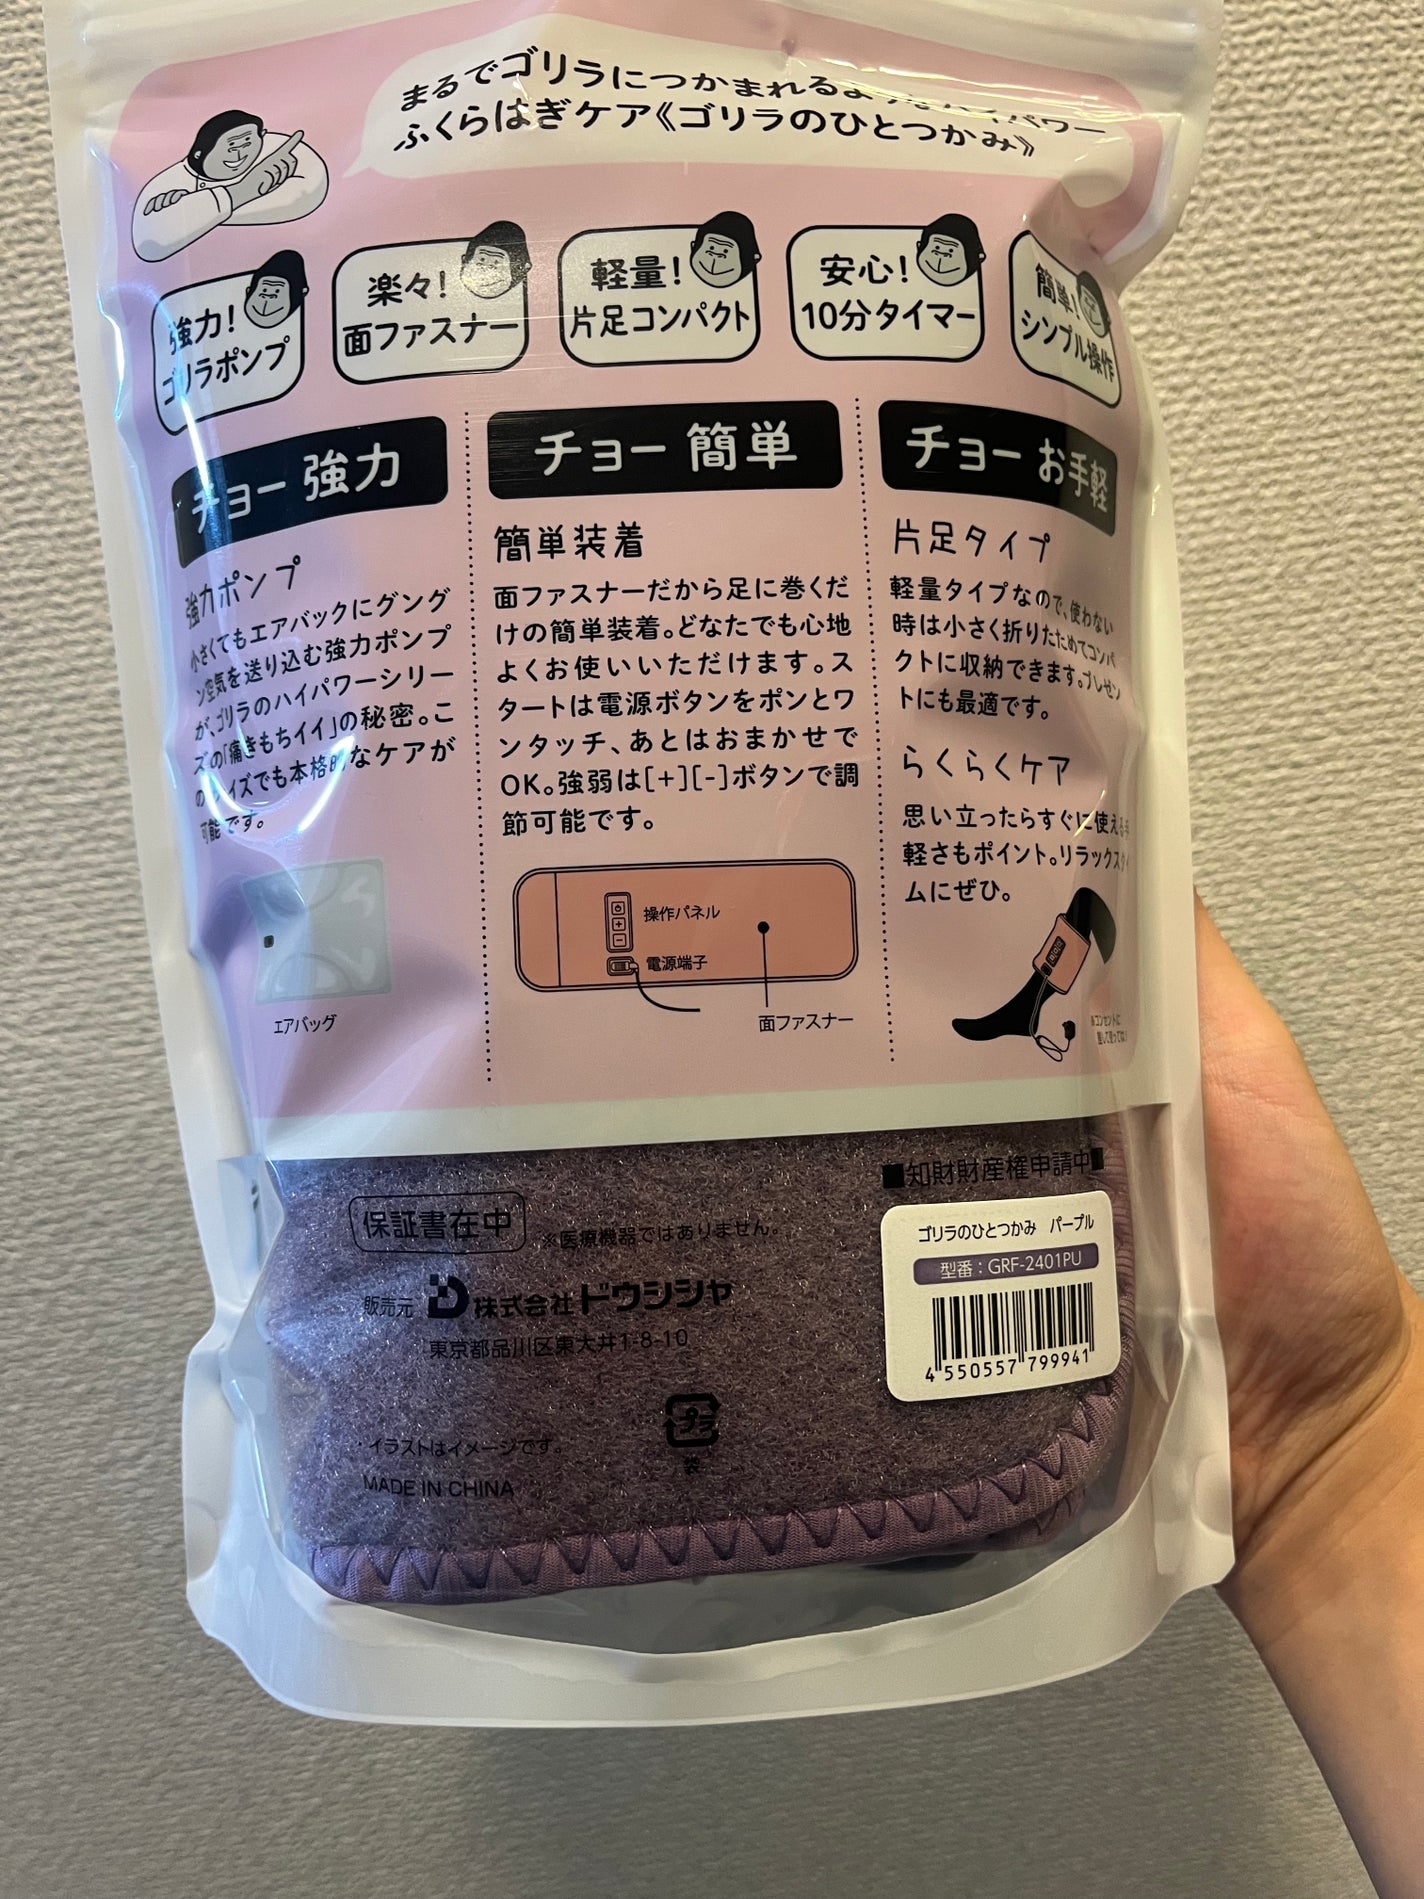 まるでゴリラにつかまれるようなハイパワー
ふくらはぎケア《ゴリラのひとつかみ》
強力!
ゴリラポンプ
楽々!
面ファスナー
軽量!
片足コンパクト
安心!
10分タイマー
簡単!
シンプル操作
チョー 強力
強力ポンプ
小さくてもエアバックにグング
ン空気を送り込む強力ポンプ
が、ゴリラのハイパワーシリー
ズの「痛きもちイイ」の秘密。こ
のサイズでも本格的なケアが
可能です。
エアバッグ
チョー 簡単
簡単装着
面ファスナーだから足に巻くだ
けの簡単装着。どなたでも心地
よくお使いいただけます。ス
タートは電源ボタンをポンとワ
ンタッチ、あとはおまかせで
OK。強弱は[+][-]ボタンで調
節可能です。
操作パネル
電源端子
面ファスナー
チョー お手軽
片足タイプ
軽量タイプなので、使わない
時は小さく折りたためてコンパ
クトに収納できます。プレゼン
トにも最適です。
らくらくケア
思い立ったらすぐに使える手
軽さもポイント。リラックスタイ
ムにぜひ。
※コンセントに
■知財財産権申請中■
保証書在中
※医療機器ではありません。
販売元 株式会社ドウシシャ
東京都品川区東大井1-8-10
プラ
袋
・イラストはイメージです。
MADE IN CHINA
ゴリラのひとつかみ パープル
型番：GRF-2401PU
4 550557 799941